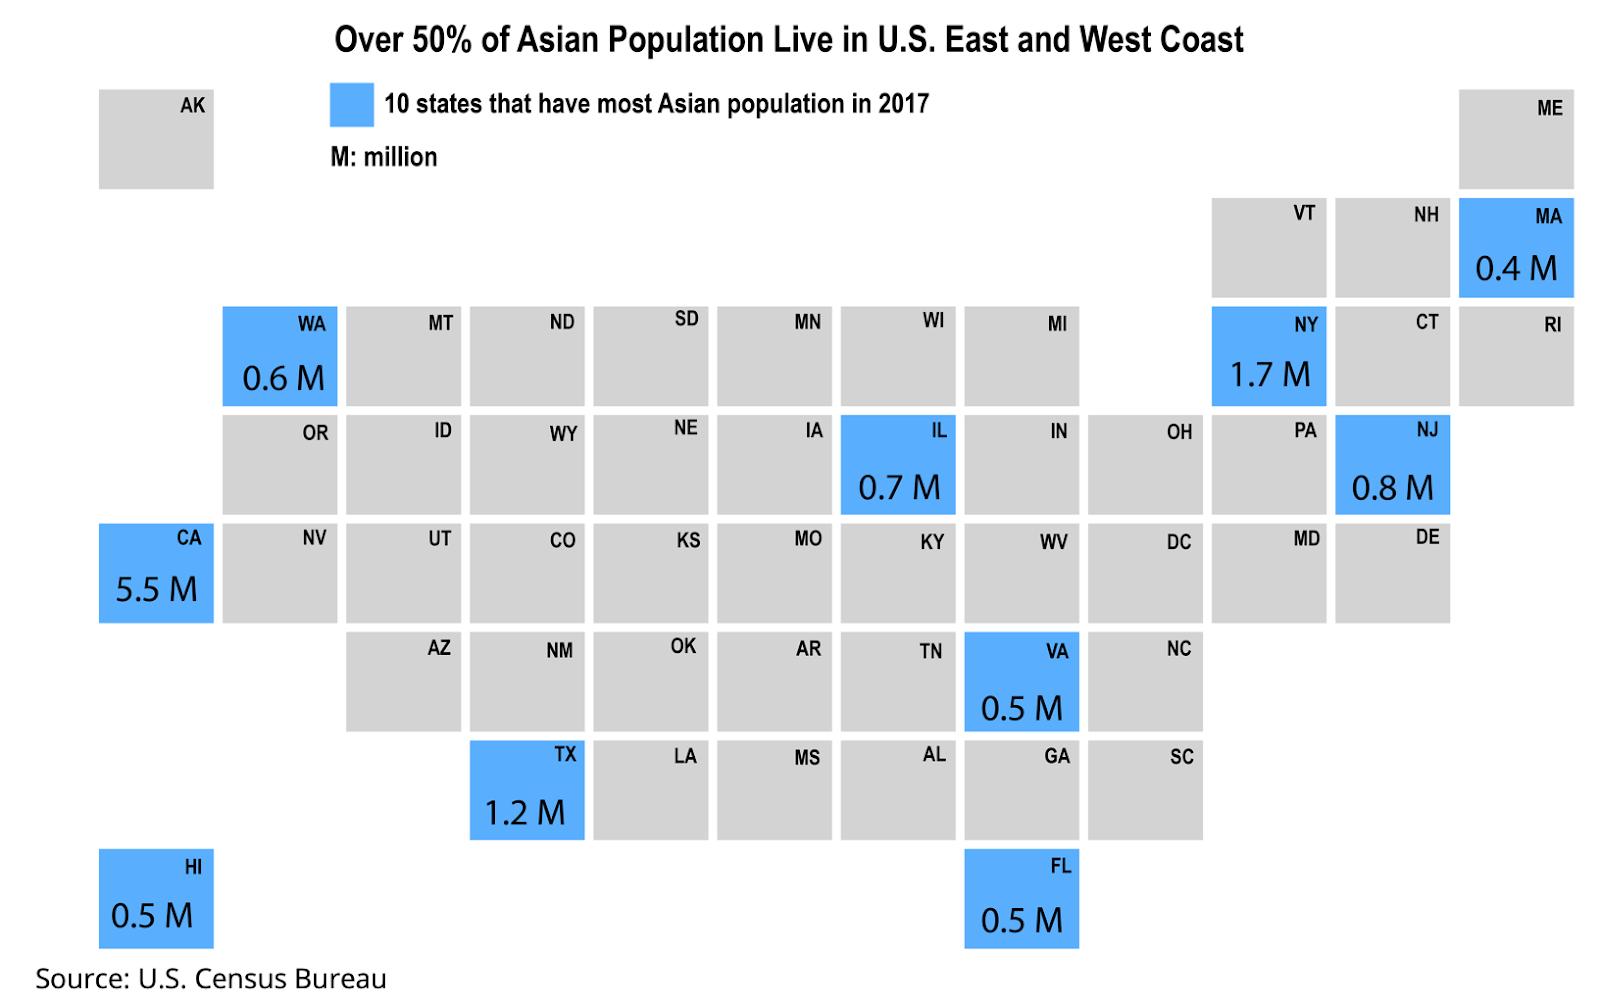 Over 50% of Asian Population Live in U.S. East and West Coast
10 states that have most Asian population in 2017
M: million
AK
ME
VT
NH
MA
0.4 M
WA
0.6 M
MT
ND
SD
MN
WI
MI
NY
1.7 M
CT
RI
OR
ID
WY
NE
IA
IL
0.7 M
IN
OH
PA
NJ
0.8 M
CA
5.5 M
NV
UT
CO
KS
MO
KY
WV
DC
MD
DE
AZ
NM
OK
AR
TN
VA
0.5 M
NC
TX
1.2 M
LA
MS
AL
GA
SC
HI
0.5 M
FL
0.5 M
Source: U.S. Census Bureau